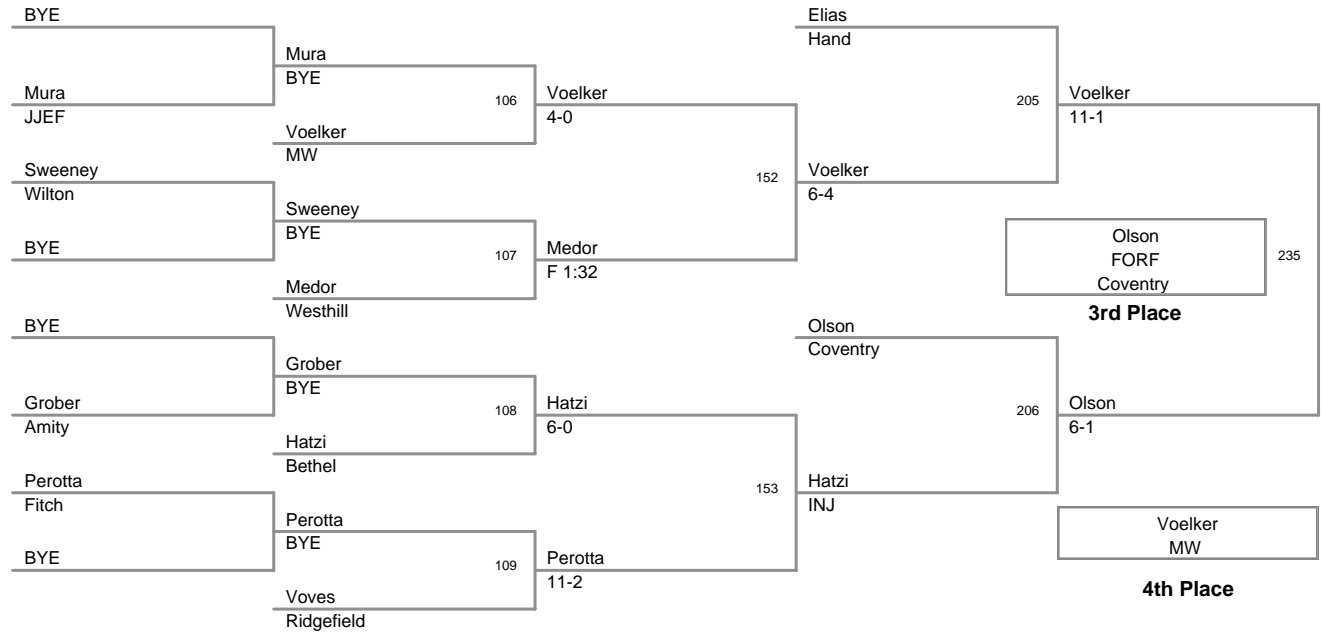 BYE
Mura
JJEF
Sweeney
Wilton
BYE
BYE
Grober
Amity
Perotta
Fitch
BYE
Mura
BYE
Voelker
MW
Sweeney
BYE
Medor
Westhill
Grober
BYE
Hatzi
Bethel
Perotta
BYE
Voves
Ridgefield
106
107
108
109
Voelker
4-0
Medor
F 1:32
Hatzi
6-0
Perotta
11-2
152
153
Elias
Hand
Voelker
6-4
Olson
Coventry
Hatzi
INJ
205
206
Voelker
11-1
Olson
6-1
Olson
FORF
Coventry
235
3rd Place
Voelker
MW
4th Place